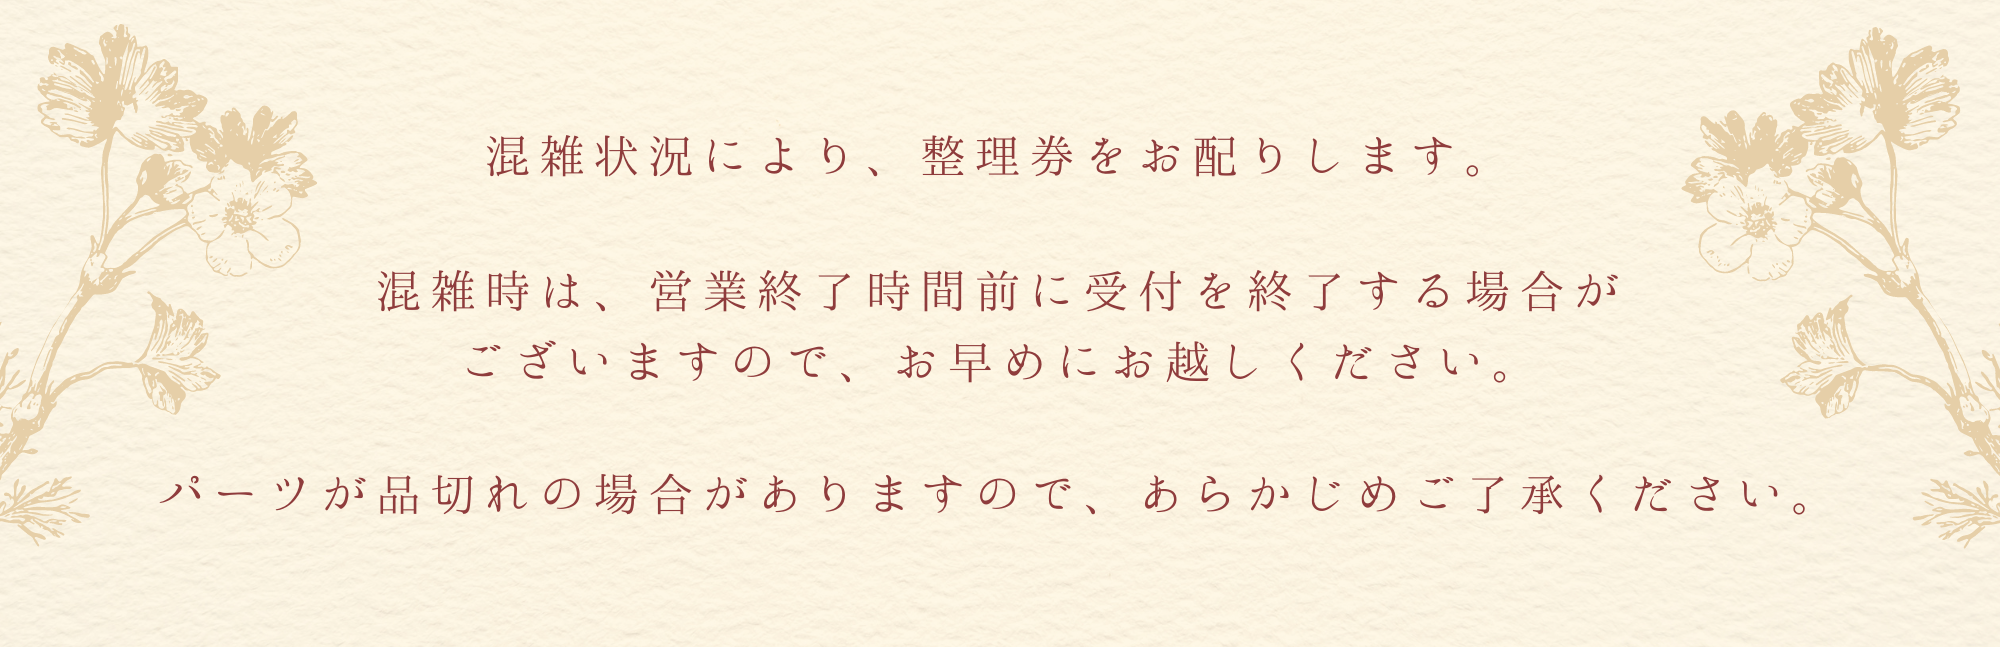 混雑状況により、整理券をお配りします。
混雑時は、営業終了時間前に受付を終了する場合が
ございますので、お早めにお越しください。
パーツが品切れの場合がありますので、あらかじめご了承ください。